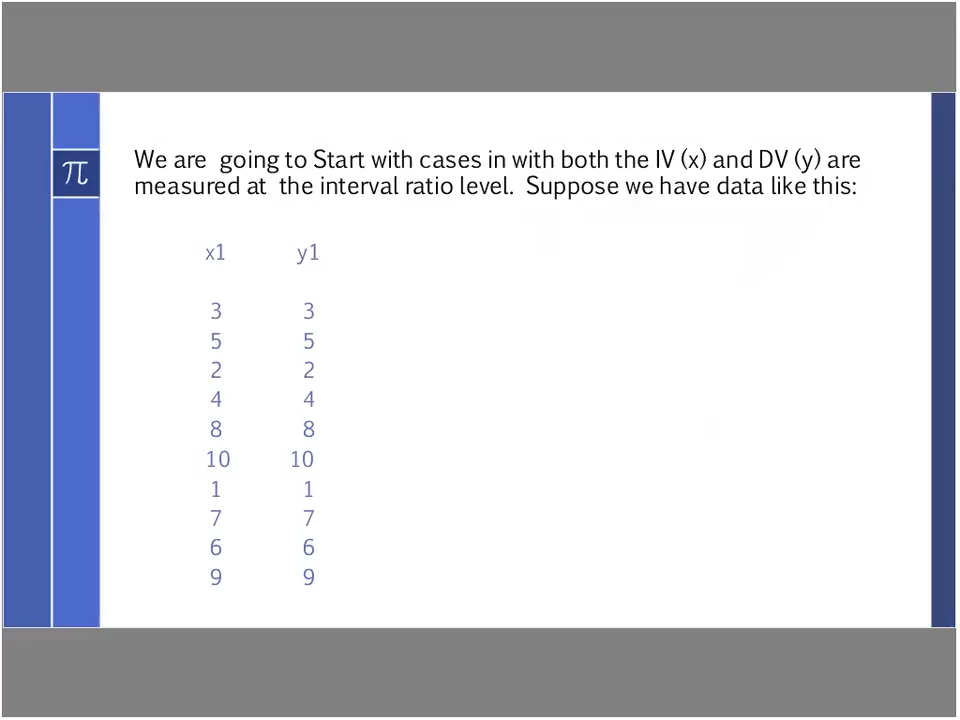 We are going to Start with cases in with both the IV (x) and DV (y) are
measured at the interval ratio level. Suppose we have data like this:
π
x1 y1
3 3
5 5
2 2
4 4
8 8
10 10
1 1
7 7
6 6
9 9